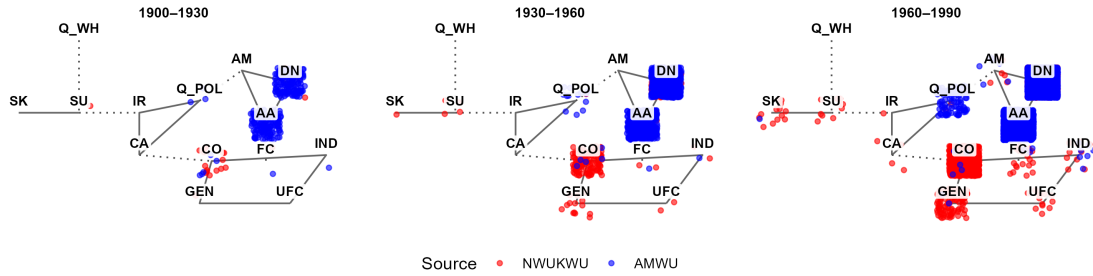 1900–1930 1930–1960 1960–1990
Q_WH Q_WH Q_WH
AM AM AM
DN DN DN
Q_POL Q_POL Q_POL
SK SU IR SK SU IR SK SU IR
AA AA AA
CA CO FC IND CA CO FC IND CA CO FC IND
GEN UFC GEN UFC GEN UFC
Source NWUKWU AMWU